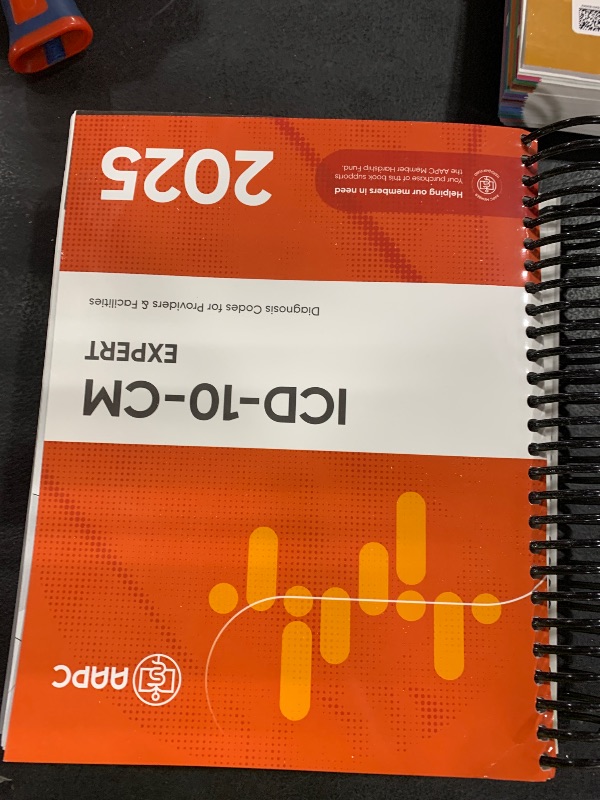 AAPC
ICD-10-CM
EXPERT
Diagnosis Codes for Providers & Facilities
2025
Helping our members in need
Your purchase of this book supports
the AAPC Member Hardship Fund.